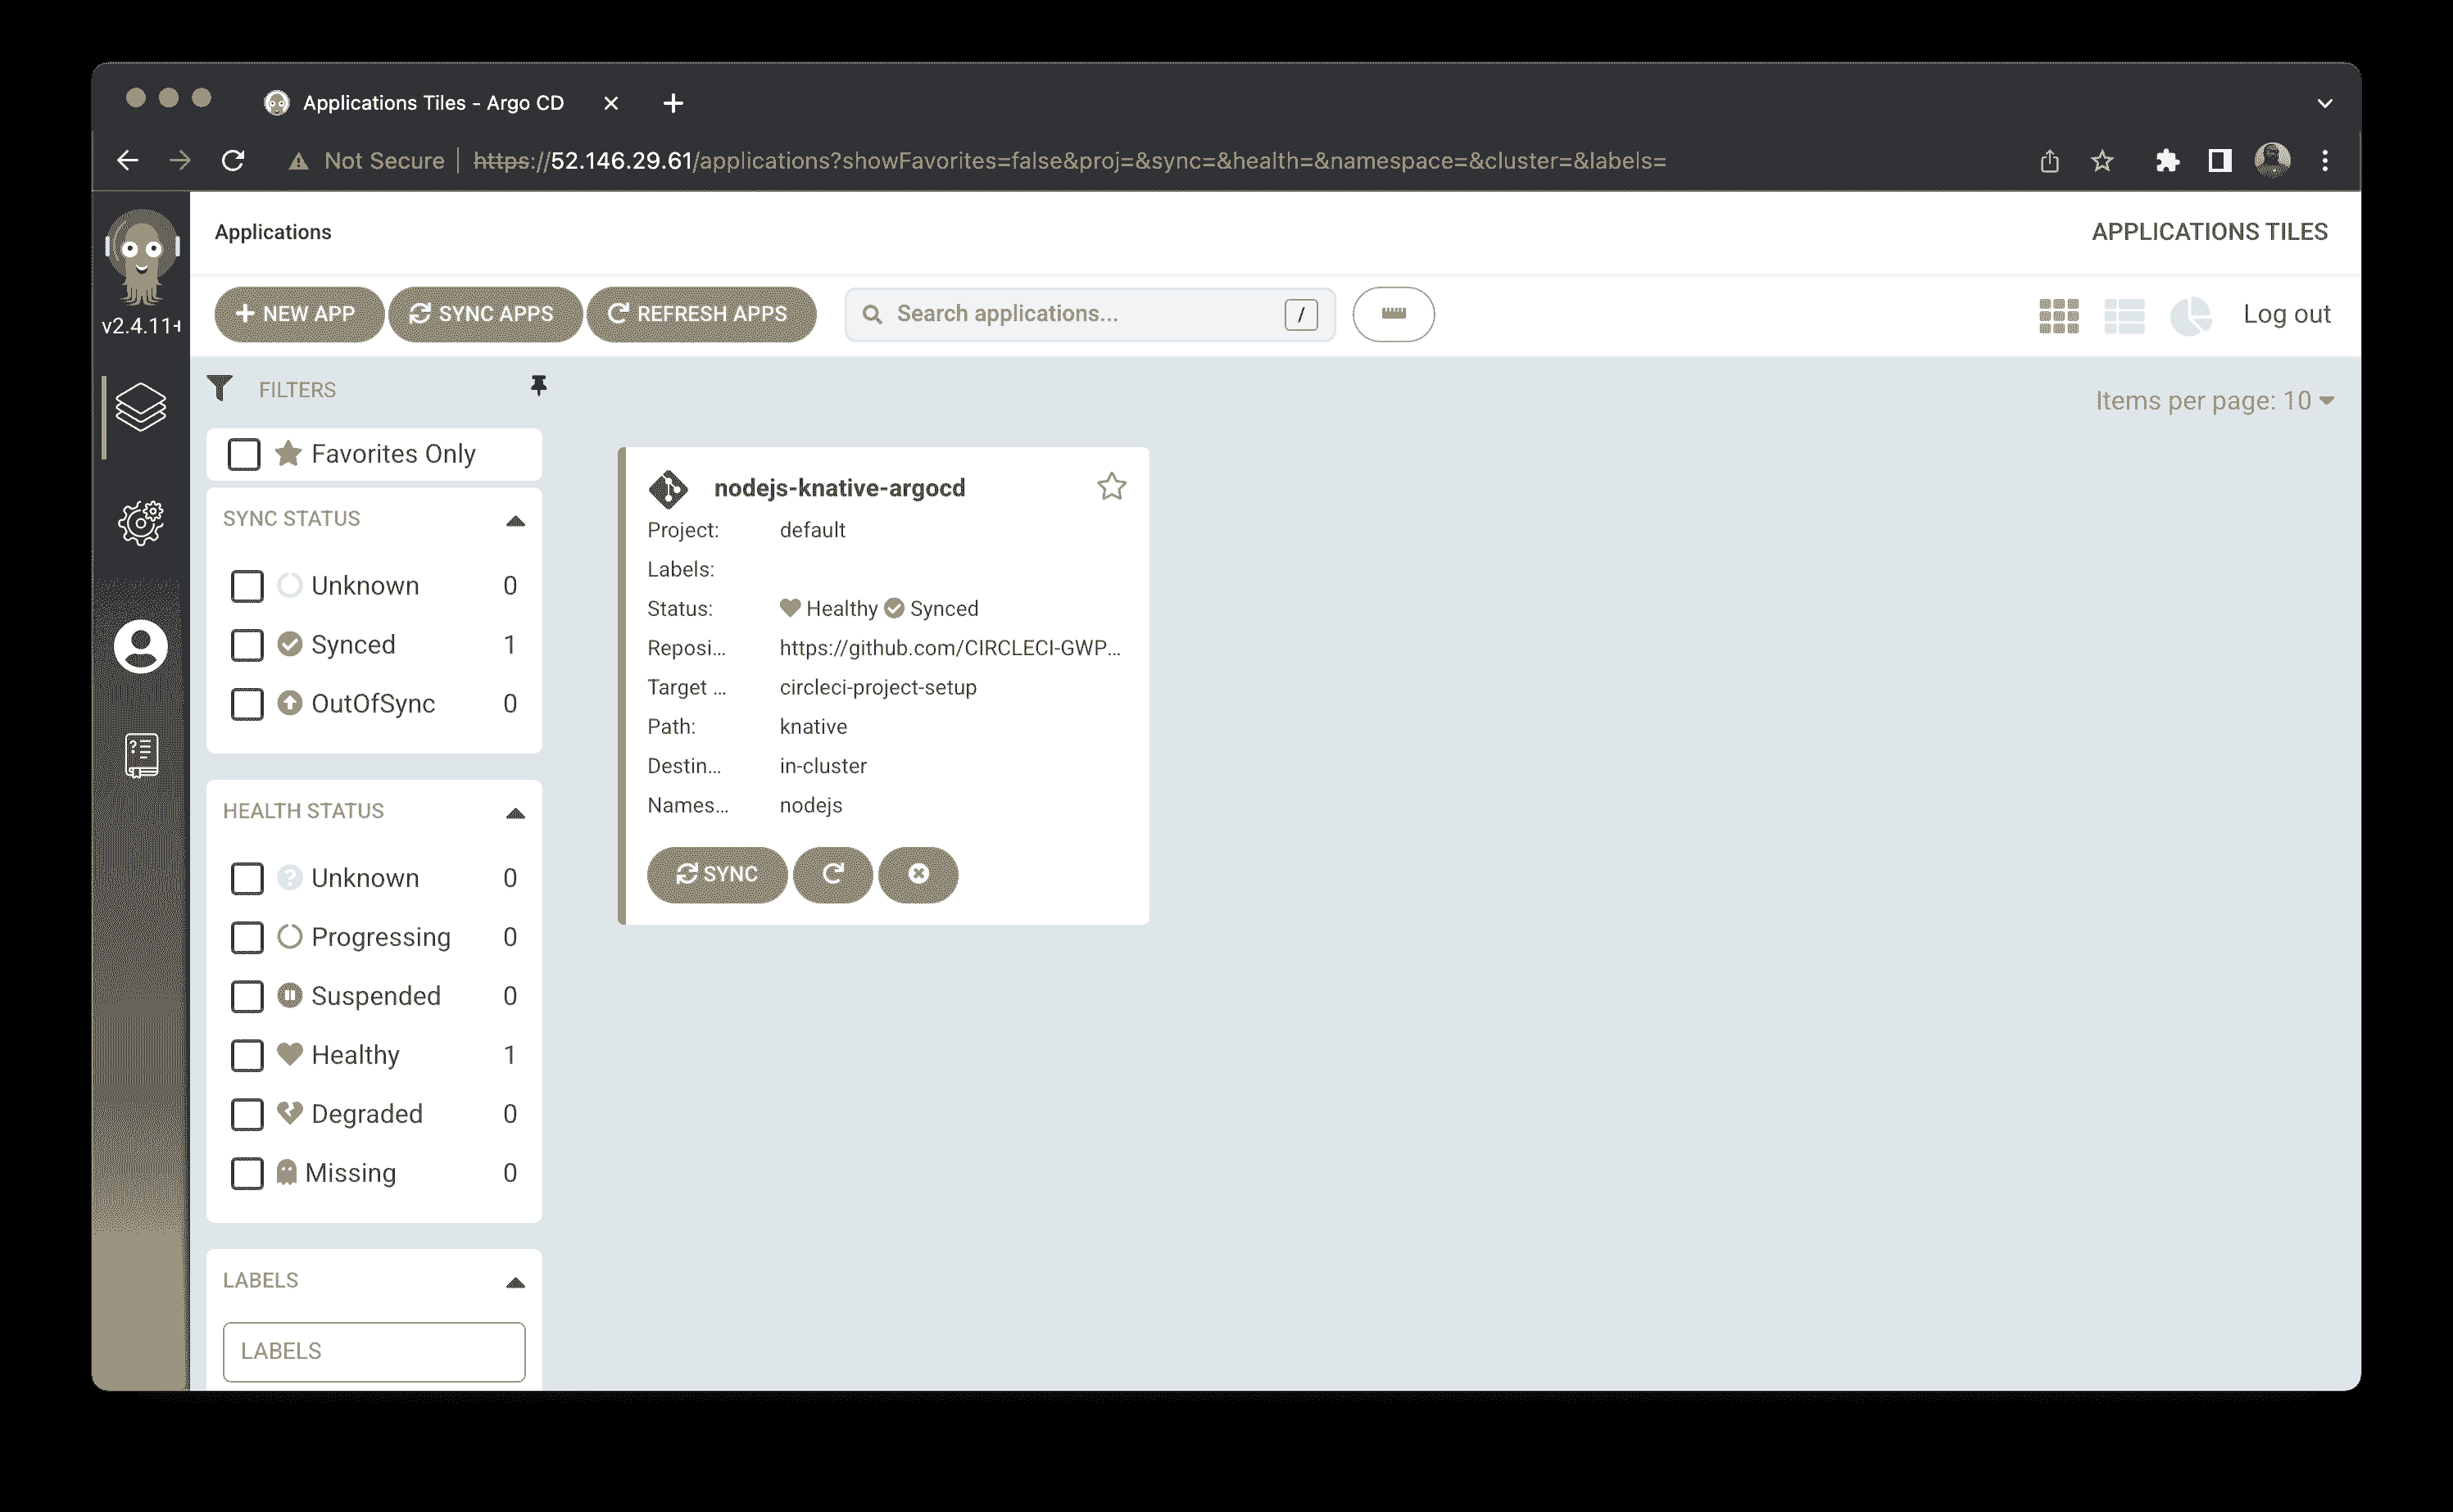 Applications Tiles - Argo CD
Not Secure https://52.146.29.61/applications?showFavorites=false&proj=&sync=&health=&namespace=&cluster=&labels=
Applications APPLICATIONS TILES
v2.4.11+
NEW APP SYNC APPS REFRESH APPS Search applications... / Log out
FILTERS
Items per page: 10
Favorites Only
SYNC STATUS
Unknown 0
Synced 1
OutOfSync 0
HEALTH STATUS
Unknown 0
Progressing 0
Suspended 0
Healthy 1
Degraded 0
Missing 0
LABELS
LABELS
nodejs-knative-argocd
Project: default
Labels:
Status: Healthy Synced
Reposi... https://github.com/CIRCLECI-GWP...
Target ... circleci-project-setup
Path: knative
Destin... in-cluster
Names... nodejs
SYNC